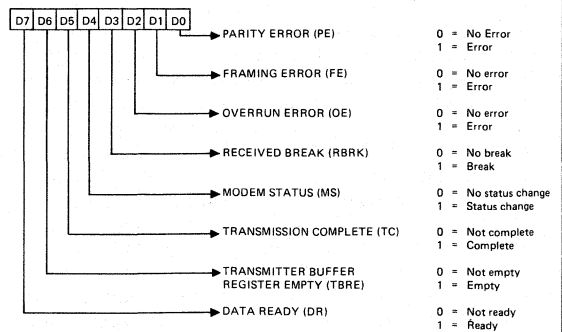 D7 D6 D5 D4 D3 D2 D1 D0
PARITY ERROR (PE) 0 = No Error
1 = Error
FRAMING ERROR (FE) 0 = No error
1 = Error
OVERRUN ERROR (OE) 0 = No error
1 = Error
RECEIVED BREAK (RBRK) 0 = No break
1 = Break
MODEM STATUS (MS) 0 = No status change
1 = Status change
TRANSMISSION COMPLETE (TC) 0 = Not complete
1 = Complete
TRANSMITTER BUFFER 0 = Not empty
REGISTER EMPTY (TBRE) 1 = Empty
DATA READY (DR) 0 = Not ready
1 = Ready